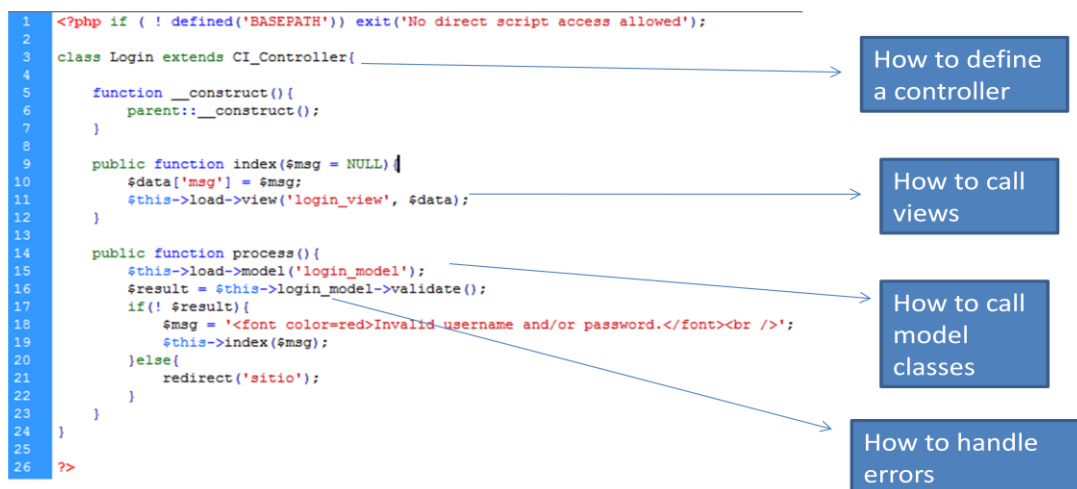 1 <?php if ( ! defined('BASEPATH')) exit('No direct script access allowed');
2
3 class Login extends CI_Controller{
4
5 function __construct(){
6 parent::__construct();
7 }
8
9 public function index($msg = NULL){
10 $data['msg'] = $msg;
11 $this->load->view('login_view', $data);
12 }
13
14 public function process(){
15 $this->load->model('login_model');
16 $result = $this->login_model->validate();
17 if(! $result){
18 $msg = '<font color=red>Invalid username and/or password.</font><br />';
19 $this->index($msg);
20 }else{
21 redirect('sitio');
22 }
23 }
24 }
25
26 ?>
How to define
a controller
How to call
views
How to call
model
classes
How to handle
errors